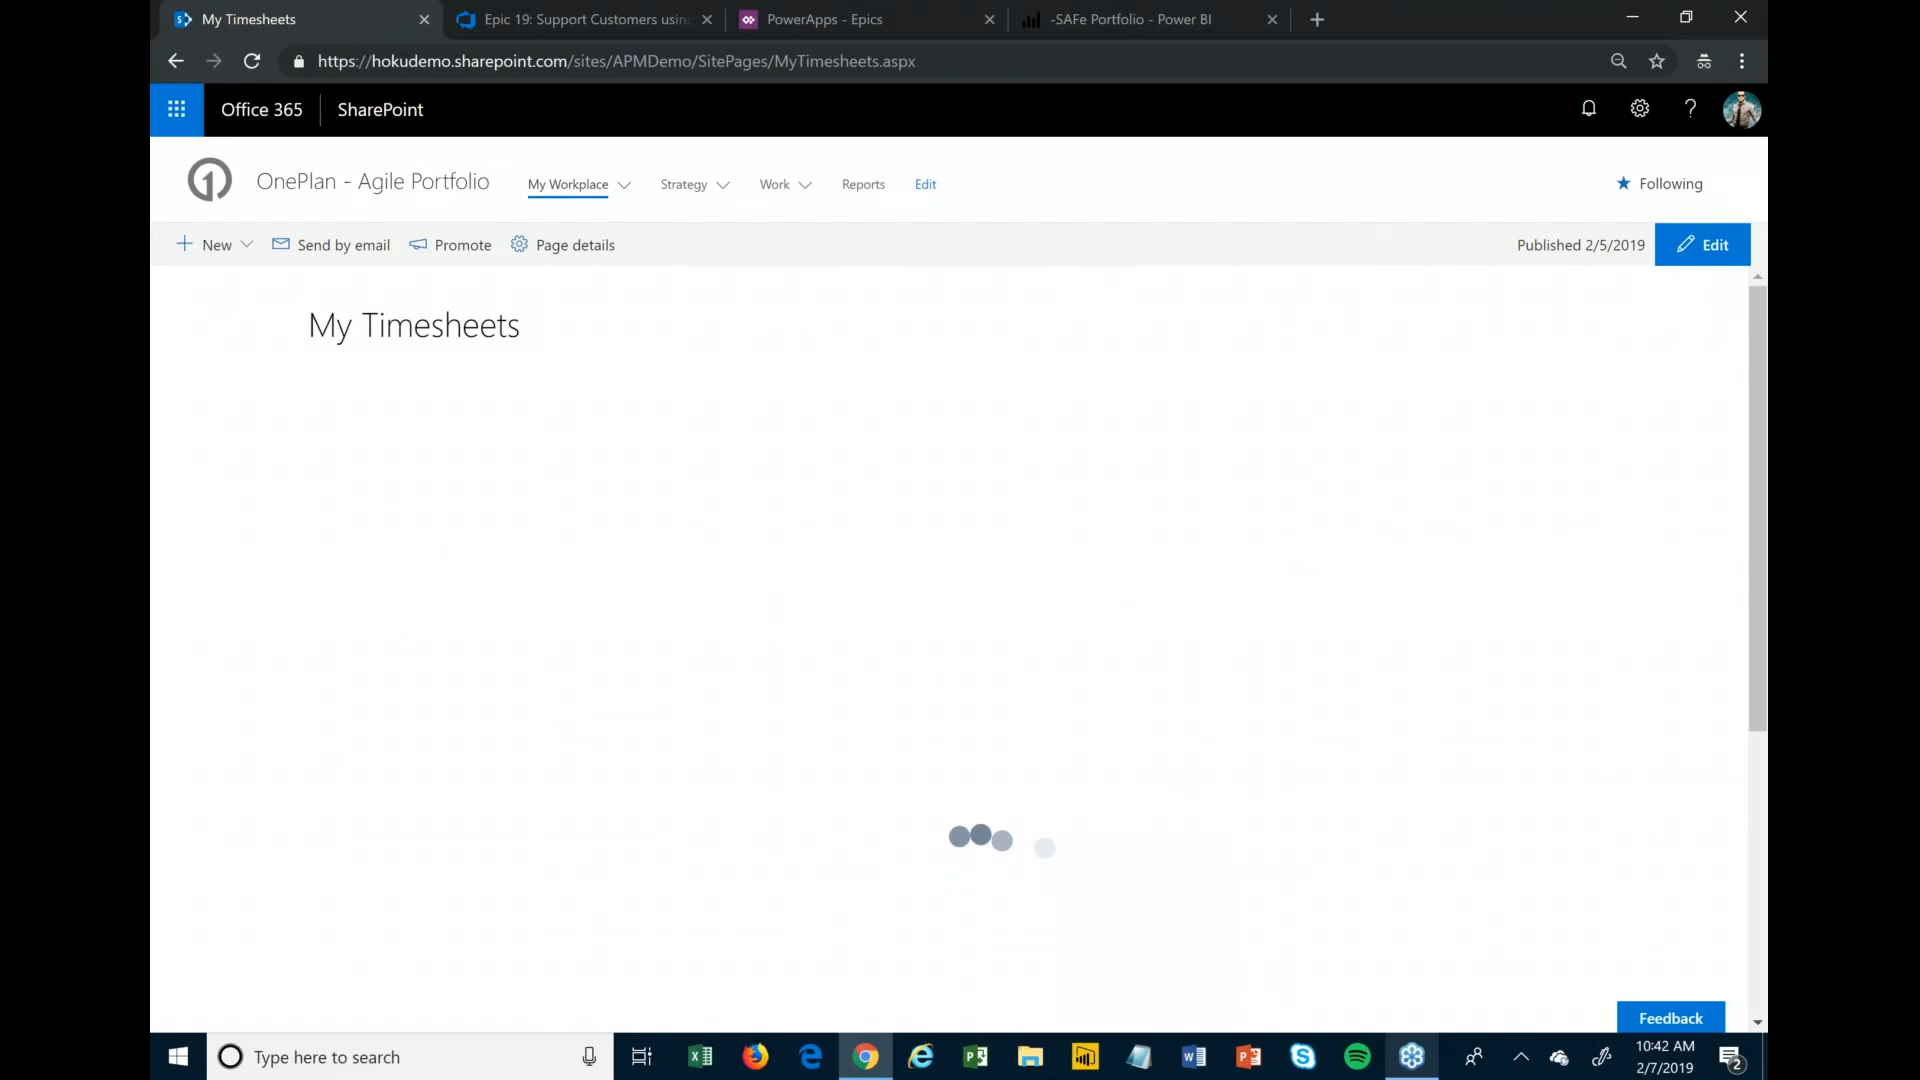 My Timesheets
Epic 19: Support Customers usin
PowerApps - Epics
-SAFe Portfolio - Power BI
https://hokudemo.sharepoint.com/sites/APMDemo/SitePages/MyTimesheets.aspx
Office 365
SharePoint
OnePlan - Agile Portfolio
My Workplace
Strategy
Work
Reports
Edit
Following
New
Send by email
Promote
Page details
Published 2/5/2019
Edit
My Timesheets
Feedback
Type here to search
10:42 AM
2/7/2019
2